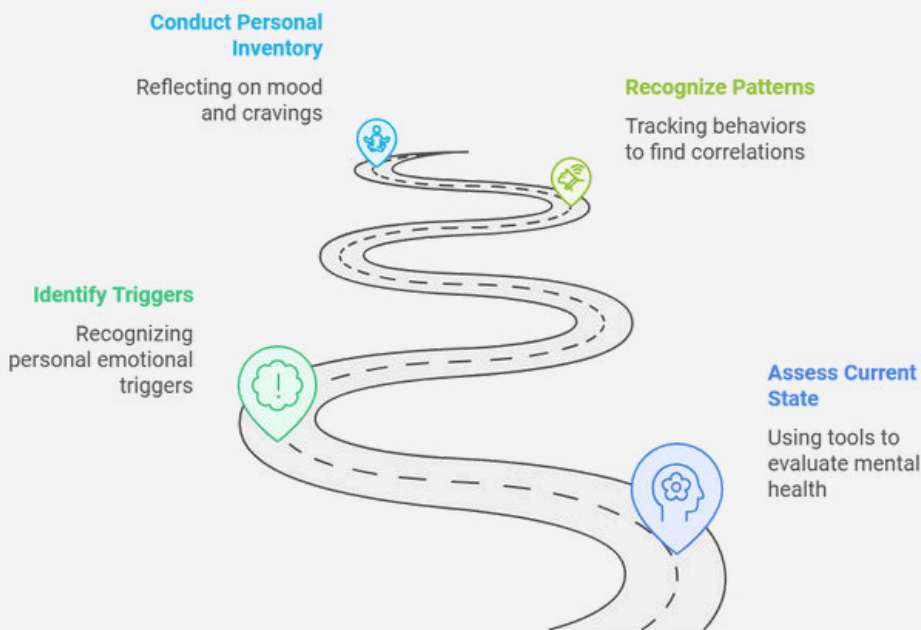 Conduct Personal
Inventory
Reflecting on mood
and cravings
Recognize Patterns
Tracking behaviors
to find correlations
Identify Triggers
Recognizing
personal emotional
triggers
Assess Current
State
Using tools to
evaluate mental
health